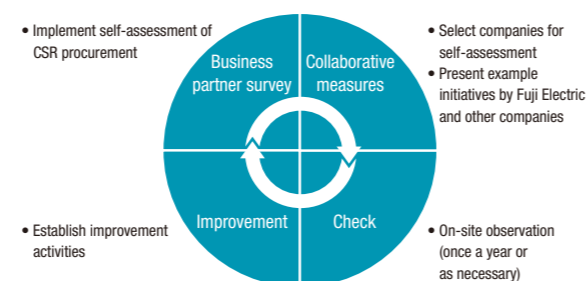 • Implement self-assessment of
CSR procurement
Business
partner survey
Collaborative
measures
• Select companies for
self-assessment
• Present example
initiatives by Fuji Electric
and other companies
• Establish improvement
activities
Improvement
Check
• On-site observation
(once a year or
as necessary)